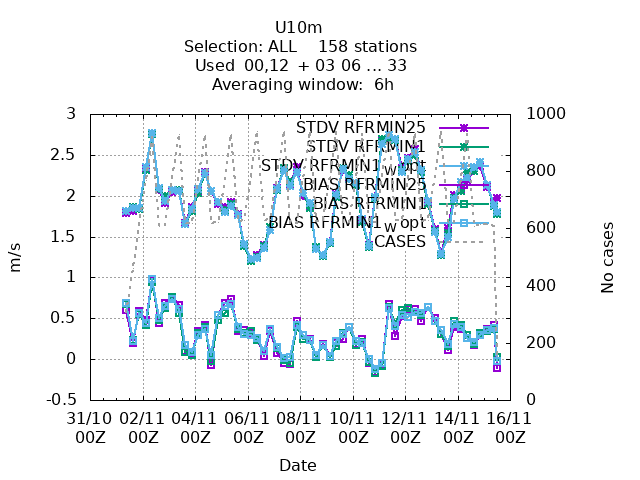 U10m
Selection: ALL 158 stations
Used 00,12 + 03 06 ... 33
Averaging window: 6h
3
2.5
2
1.5
1
0.5
0
-0.5
m/s
1000
800
600
400
200
0
No cases
STDV RFRMIN25
STDV RFRMIN1
STDV RFRMIN1wopt
BIAS RFRMIN25
BIAS RFRMIN1
BIAS RFRMIN1wopt
CASES
31/10 02/11 04/11 06/11 08/11 10/11 12/11 14/11 16/11
00Z 00Z 00Z 00Z 00Z 00Z 00Z 00Z 00Z
Date